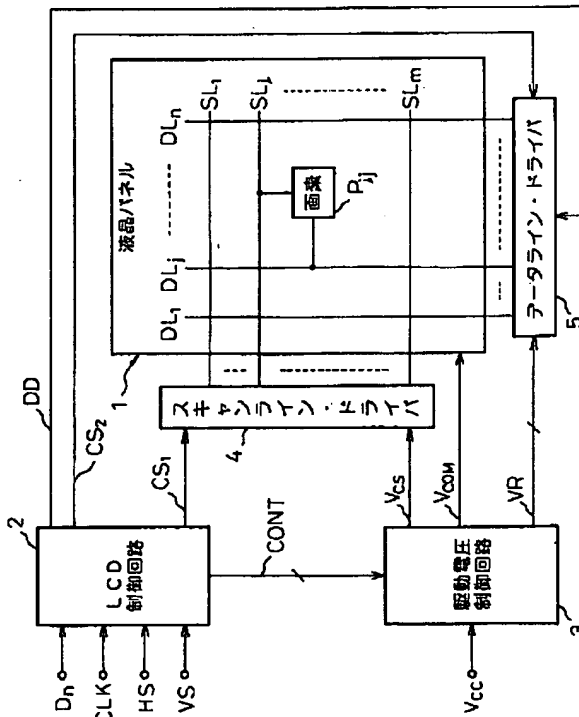 DD
CS2
2
LCD
制御回路
Dn
CLK
HS
VS
CS1
CONT
1
液晶パネル
DL1
DLj
DLn
SL1
SLj
SLm
画素
Pij
スキャンライン・ドライバ
4
VCS
VCOM
VR
駆動電圧
制御回路
VCC
3
データライン・ドライバ
5